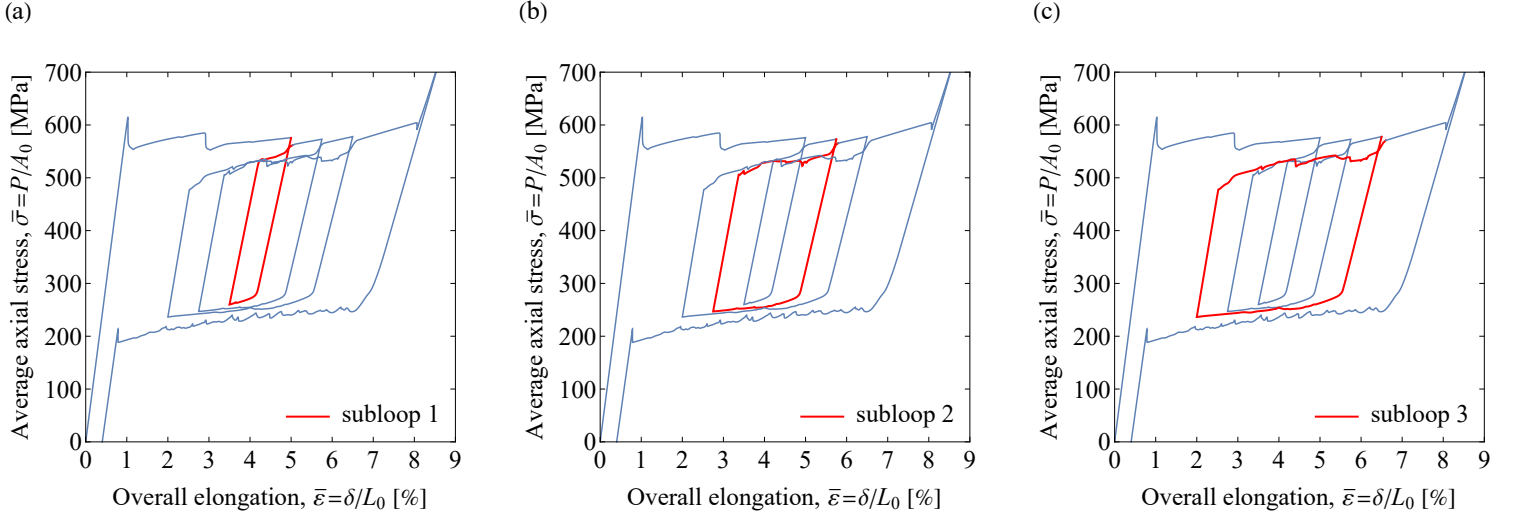 (a)
(b)
(c)
Average axial stress, σ̄=P/A₀ [MPa]
700
600
500
400
300
200
100
0
subloop 1
0 1 2 3 4 5 6 7 8 9
Overall elongation, ε̄=δ/L₀ [%]
Average axial stress, σ̄=P/A₀ [MPa]
700
600
500
400
300
200
100
0
subloop 2
0 1 2 3 4 5 6 7 8 9
Overall elongation, ε̄=δ/L₀ [%]
Average axial stress, σ̄=P/A₀ [MPa]
700
600
500
400
300
200
100
0
subloop 3
0 1 2 3 4 5 6 7 8 9
Overall elongation, ε̄=δ/L₀ [%]